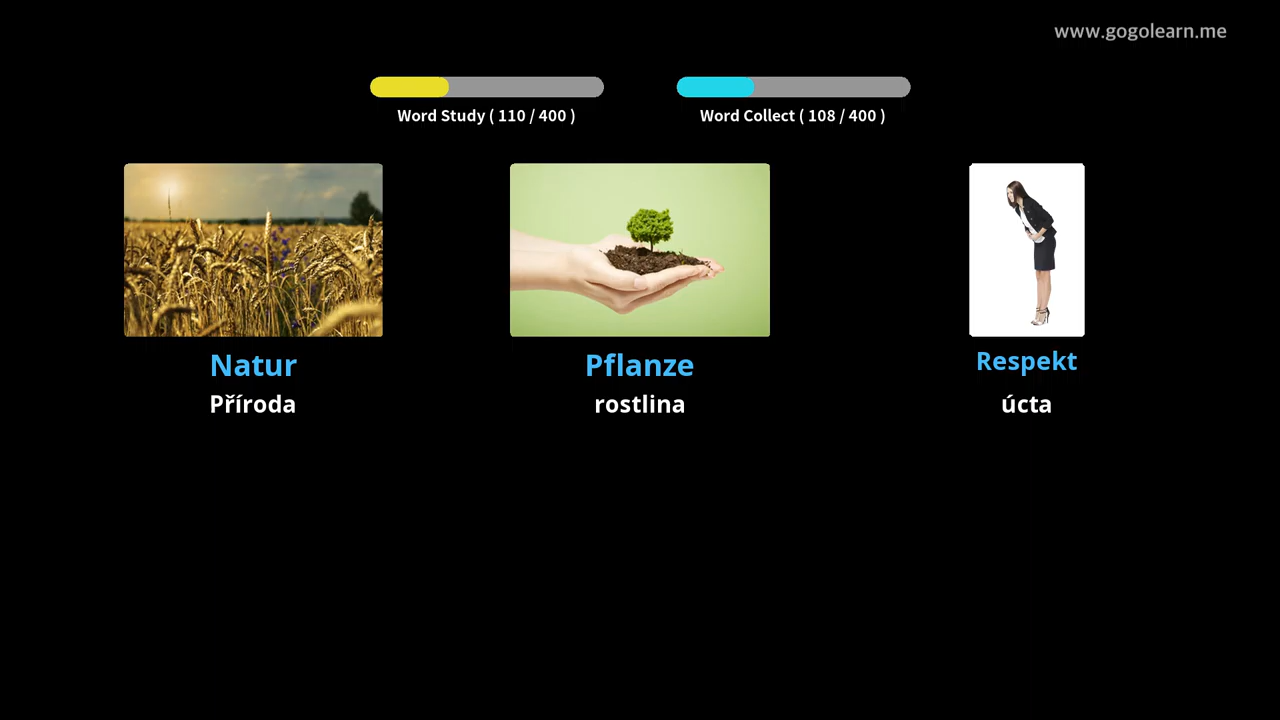 www.gogolearn.me
Word Study ( 110 / 400 )
Word Collect ( 108 / 400 )
Natur
Příroda
Pflanze
rostlina
Respekt
úcta